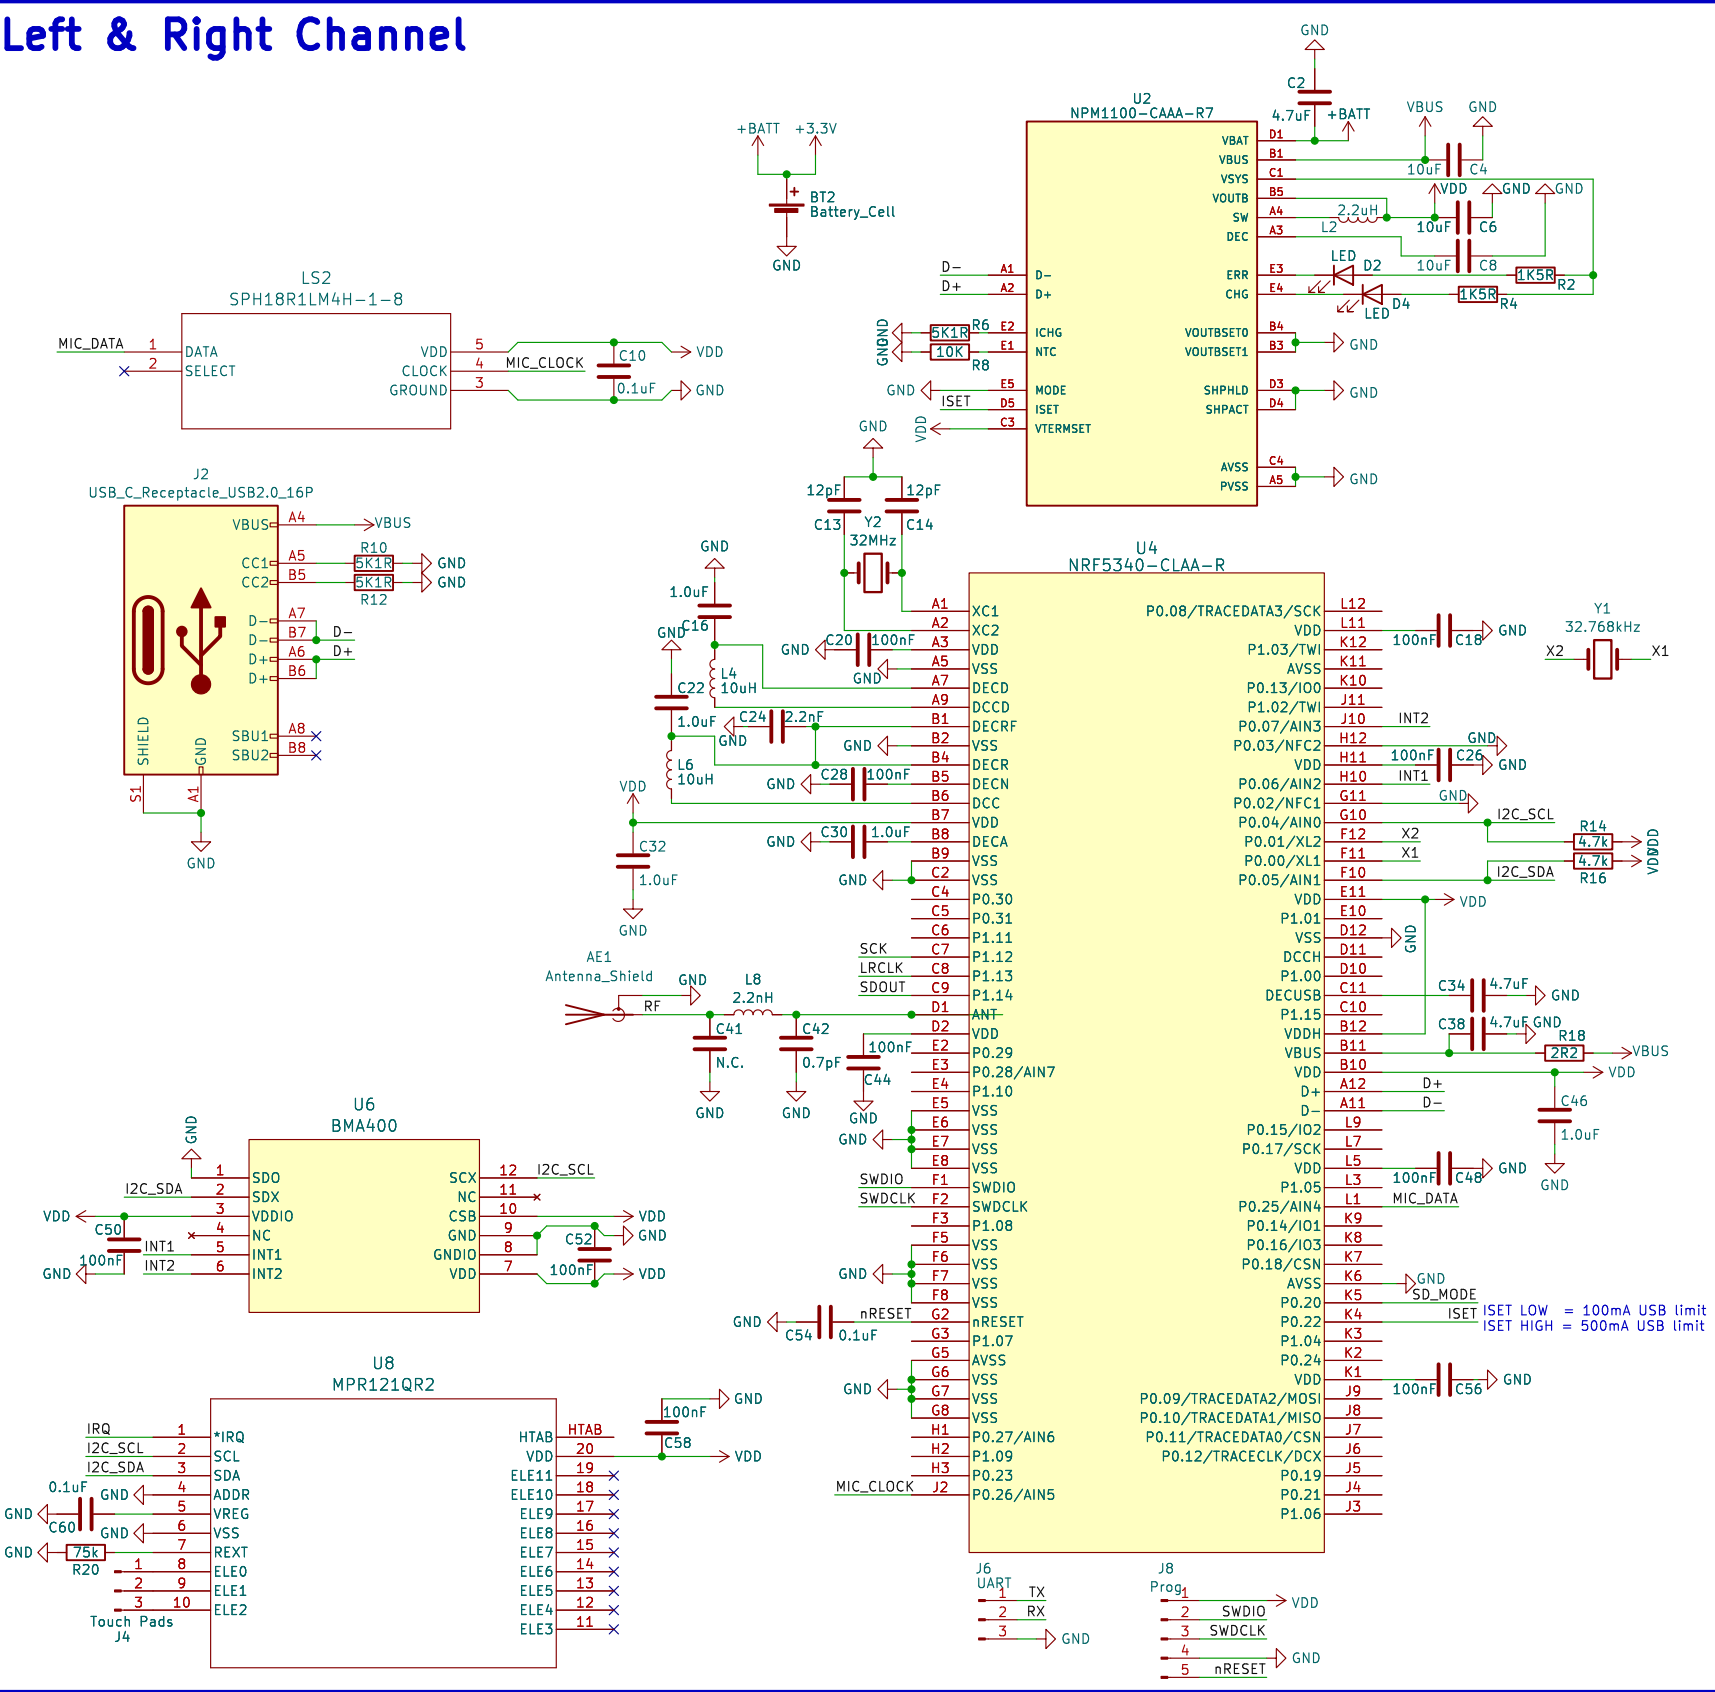 Left & Right Channel
GND
C2
4.7uF
+BATT
VBUS
GND
10uF C4
VDD
GND
GND
2.2uH
L2
10uF C6
10uF C8
LED
D2
1K5R
R2
D4
LED
1K5R
R4
GND
GND
GND
U2
NPM1100-CAAA-R7
VBAT D1
VBUS B1
VSYS C1
VOUTB B5
SW A4
DEC A3
D- A1 D- ERR E3
D+ A2 D+ CHG E4
GND 5K1R R6 E2 ICHG VOUTBSET0 B4
GND 10K R8 E1 NTC VOUTBSET1 B3
GND E5 MODE SHPHLD D3
ISET D5 ISET SHPACT D4
VDD C3 VTERMSET
AVSS C4
PVSS A5
+BATT +3.3V
+
BT2
Battery_Cell
GND
LS2
SPH18R1LM4H-1-8
MIC_DATA 1 DATA VDD 5 VDD
2 SELECT CLOCK 4 MIC_CLOCK
GROUND 3 GND
C10
0.1uF
J2
USB_C_Receptacle_USB2.0_16P
VBUS A4 VBUS
R10
CC1 A5 5K1R GND
CC2 B5 5K1R GND
R12
D- A7
D- B7 D-
D+ A6 D+
D+ B6
SBU1 A8
SBU2 B8
SHIELD GND
S1 A1
GND
GND
12pF 12pF
C13 C14
Y2
32MHz
GND
1.0uF
C16
GND
C22
1.0uF
L4
10uH
L6
10uH
GND C20 100nF
GND
GND C24 2.2nF
GND
GND C28 100nF
VDD
C32
1.0uF
GND
GND C30 1.0uF
GND
U4
NRF5340-CLAA-R
A1 XC1
A2 XC2
A3 VDD
A5 VSS
A7 DECD
A9 DCCD
B1 DECRF
B2 VSS
B4 DECR
B5 DECN
B6 DCC
B7 VDD
B8 DECA
B9 VSS
C2 VSS
C4 P0.30
C5 P0.31
C6 P1.11
SCK C7 P1.12
LRCLK C8 P1.13
SDOUT C9 P1.14
D1 ANT
D2 VDD
E2 P0.29
E3 P0.28/AIN7
E4 P1.10
E5 VSS
E6 VSS
GND
E7 VSS
E8 VSS
SWDIO F1 SWDIO
SWDCLK F2 SWDCLK
F3 P1.08
F5 VSS
F6 VSS
GND
F7 VSS
F8 VSS
GND C54 0.1uF nRESET G2 nRESET
G3 P1.07
G5 AVSS
G6 VSS
GND
G7 VSS
G8 VSS
H1 P0.27/AIN6
H2 P1.09
H3 P0.23
MIC_CLOCK J2 P0.26/AIN5
P0.08/TRACEDATA3/SCK L12
VDD L11 100nF C18 GND
P1.03/TWI K12
AVSS K11
P0.13/IO0 K10
P1.02/TWI J11
P0.07/AIN3 J10 INT2
P0.03/NFC2 H12 GND
VDD H11 100nF C26 GND
P0.06/AIN2 H10 INT1
P0.02/NFC1 G11 GND
P0.04/AIN0 G10 I2C_SCL
P0.01/XL2 F12 X2
P0.00/XL1 F11 X1
P0.05/AIN1 F10 I2C_SDA
VDD E11 VDD
P1.01 E10
VSS D12 GND
DCCH D11
P1.00 D10
DECUSB C11 C34 4.7uF GND
P1.15 C10
VDDH B12 C38 4.7uF GND
VBUS B11 R18 2R2 VBUS
VDD B10 VDD
D+ A12 D+
D- A11 D-
P0.15/IO2 L9
P0.17/SCK L7
VDD L5 100nF C48 GND
P1.05 L3
P0.25/AIN4 L1 MIC_DATA
P0.14/IO1 K9
P0.16/IO3 K8
P0.18/CSN K7
AVSS K6 GND
P0.20 K5 SD_MODE
P0.22 K4 ISET
P1.04 K3
P0.24 K2
VDD K1 100nF C56 GND
P0.09/TRACEDATA2/MOSI J9
P0.10/TRACEDATA1/MISO J8
P0.11/TRACEDATA0/CSN J7
P0.12/TRACECLK/DCX J6
P0.19 J5
P0.21 J4
P1.06 J3
Y1
32.768kHz
X2 X1
R14
4.7k VDD
4.7k VDD
R16
C46
1.0uF
GND
ISET LOW = 100mA USB limit
ISET HIGH = 500mA USB limit
AE1
Antenna_Shield
GND
RF
L8
2.2nH
C41
N.C.
GND
C42
0.7pF
GND
100nF
C44
GND
U6
BMA400
GND
1 SDO SCX 12 I2C_SCL
I2C_SDA 2 SDX NC 11
VDD 3 VDDIO CSB 10 VDD
4 NC GND 9 GND
INT1 5 INT1 GNDIO 8
INT2 6 INT2 VDD 7 VDD
C50
100nF
GND
C52
100nF
U8
MPR121QR2
IRQ 1 *IRQ HTAB HTAB
I2C_SCL 2 SCL VDD 20 VDD
I2C_SDA 3 SDA ELE11 19
GND 4 ADDR ELE10 18
GND 0.1uF C60 5 VREG ELE9 17
GND 6 VSS ELE8 16
GND 75k R20 7 REXT ELE7 15
1 8 ELE0 ELE6 14
2 9 ELE1 ELE5 13
3 10 ELE2 ELE4 12
ELE3 11
Touch Pads
J4
100nF
C58
GND
J6
UART
1 TX
2 RX
3 GND
J8
Prog
1 VDD
2 SWDIO
3 SWDCLK
4 GND
5 nRESET